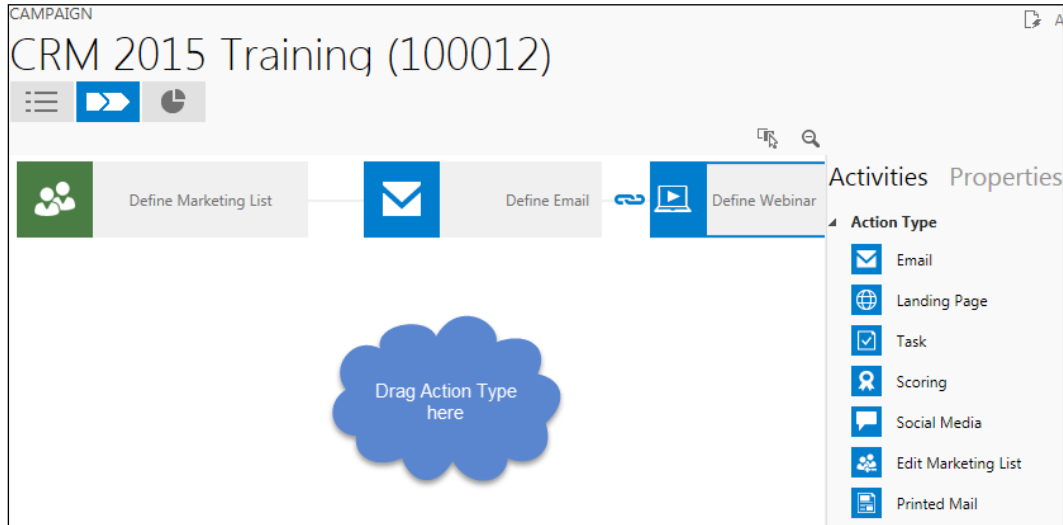 CAMPAIGN
A
CRM 2015 Training (100012)
Define Marketing List
Define Email
Define Webinar
Activities Properties
Action Type
Email
Landing Page
Task
Scoring
Social Media
Edit Marketing List
Printed Mail
Drag Action Type
here